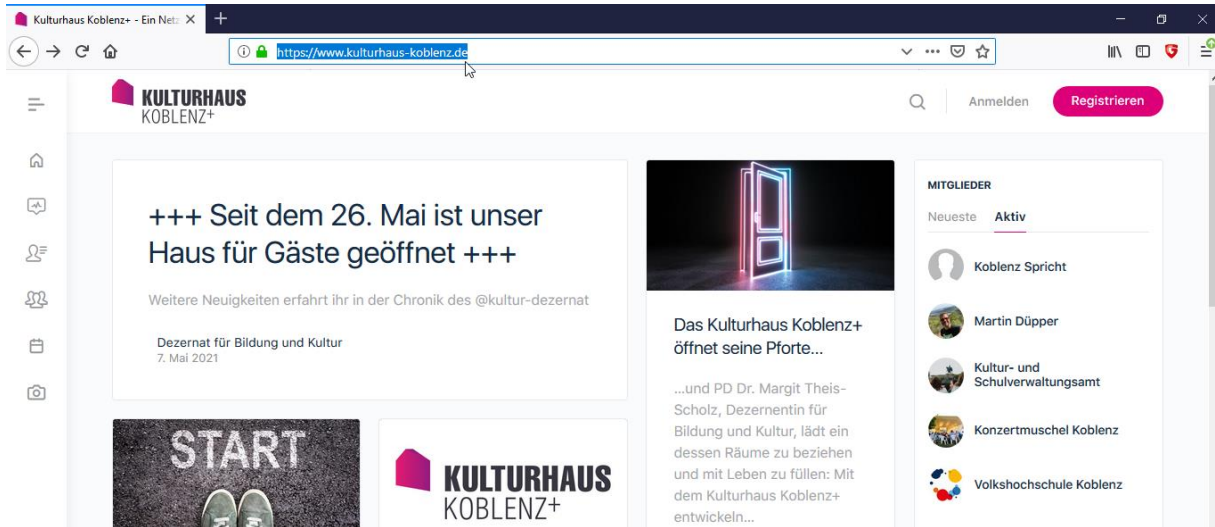 Kulturhaus Koblenz+ - Ein Netz
https://www.kulturhaus-koblenz.de
KULTURHAUS
KOBLENZ+
Anmelden
Registrieren
+++ Seit dem 26. Mai ist unser
Haus für Gäste geöffnet +++
Weitere Neuigkeiten erfahrt ihr in der Chronik des @kultur-dezernat
Dezernat für Bildung und Kultur
7. Mai 2021
START
KULTURHAUS
KOBLENZ+
Das Kulturhaus Koblenz+
öffnet seine Pforte...
...und PD Dr. Margit Theis-
Scholz, Dezernentin für
Bildung und Kultur, lädt ein
dessen Räume zu beziehen
und mit Leben zu füllen: Mit
dem Kulturhaus Koblenz+
entwickeln...
MITGLIEDER
Neueste Aktiv
Koblenz Spricht
Martin Düpper
Kultur- und
Schulverwaltungsamt
Konzertmuschel Koblenz
Volkshochschule Koblenz